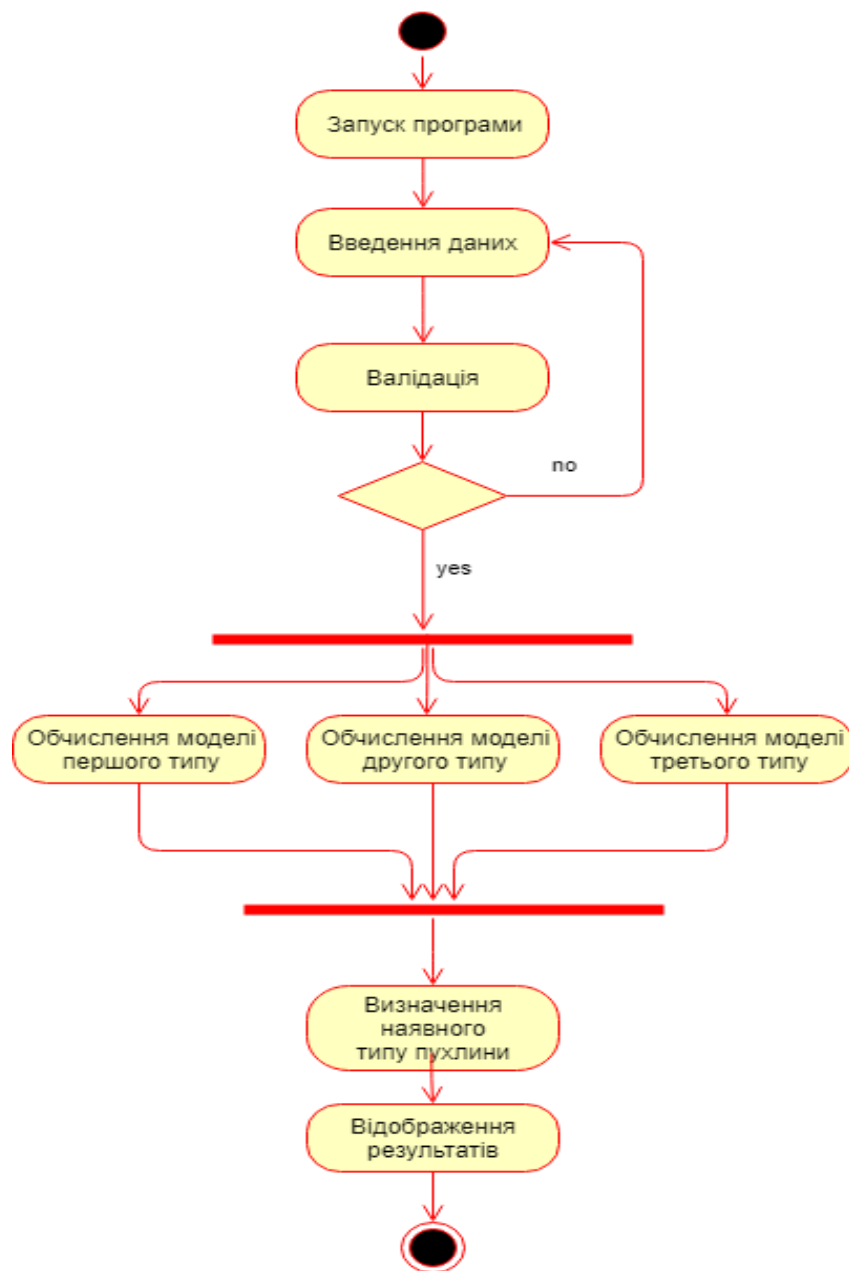 Запуск програми
Введення даних
Валідація
no
yes
Обчислення моделі
першого типу
Обчислення моделі
другого типу
Обчислення моделі
третього типу
Визначення
наявного
типу пухлини
Відображення
результатів